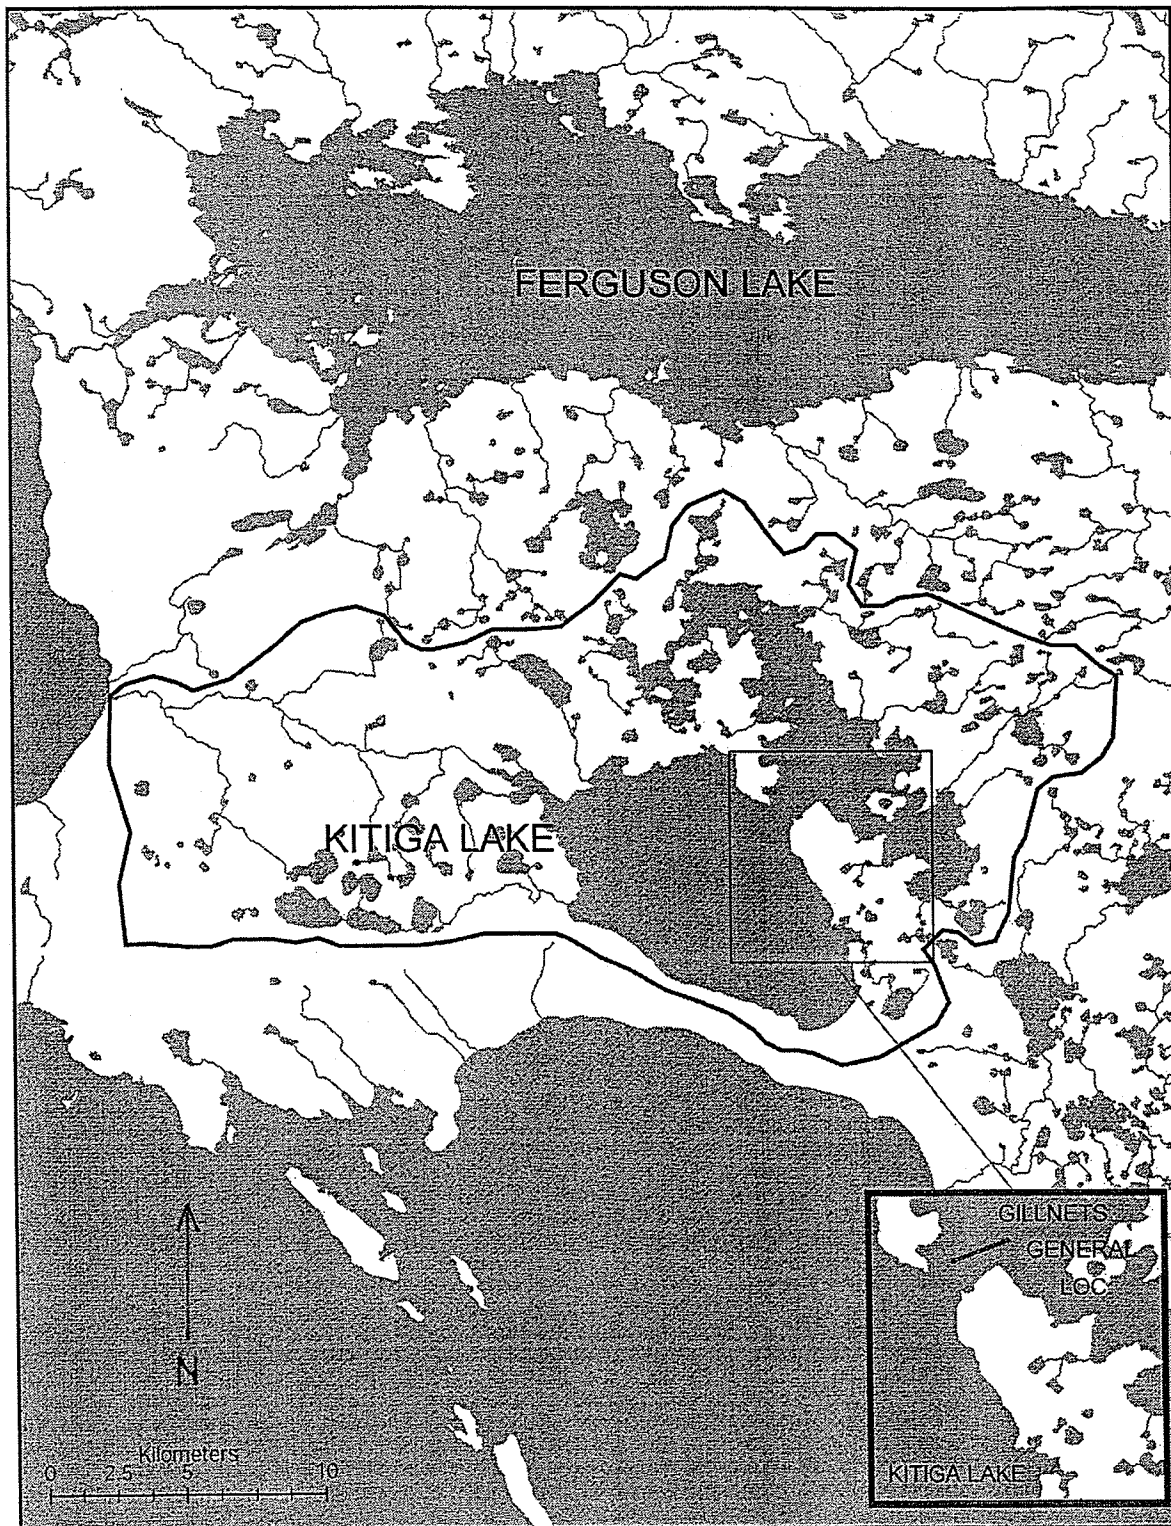 FERGUSON LAKE
KITIGA LAKE
GILLNETS
GENERAL
LOC
KITIGA LAKE
N
Kilometers
0 2.5 5 10